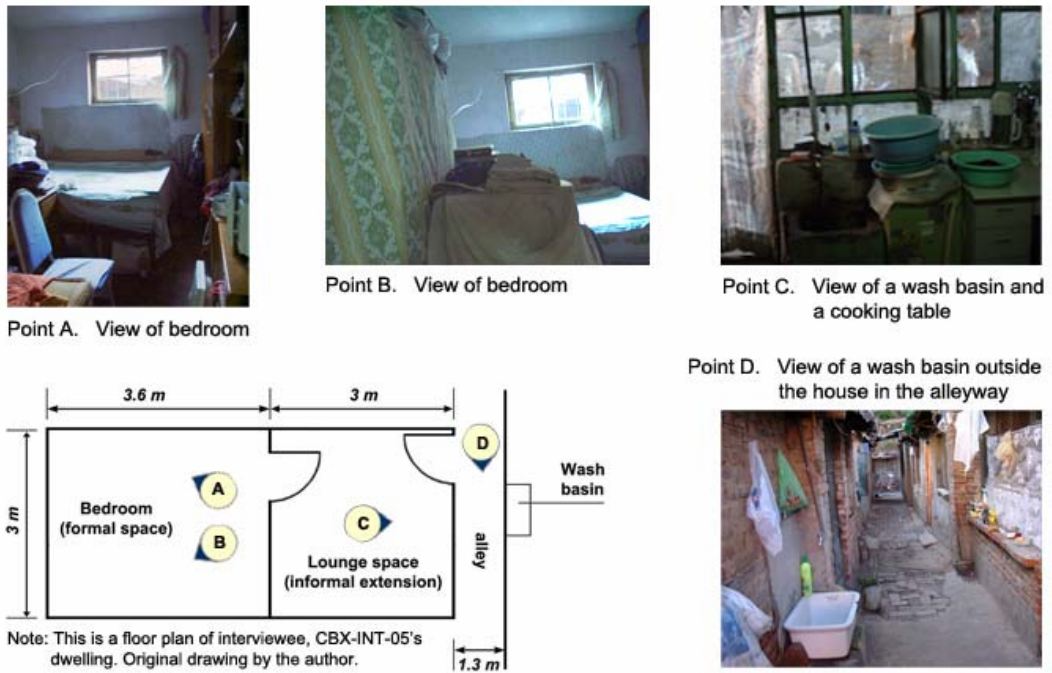 Point A.   View of bedroom
Point B.   View of bedroom
Point C.   View of a wash basin and
a cooking table
Point D.   View of a wash basin outside
the house in the alleyway
3.6 m
3 m
3 m
Bedroom
(formal space)
A
B
C
D
Lounge space
(informal extension)
alley
Wash
basin
1.3 m
Note: This is a floor plan of interviewee, CBX-INT-05's
dwelling. Original drawing by the author.